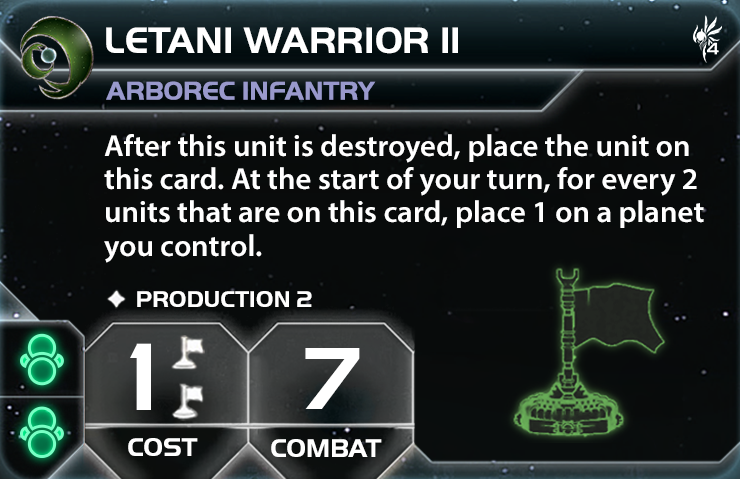 LETANI WARRIOR II
4
ARBOREC INFANTRY
After this unit is destroyed, place the unit on
this card. At the start of your turn, for every 2
units that are on this card, place 1 on a planet
you control.
PRODUCTION 2
1 7
COST COMBAT